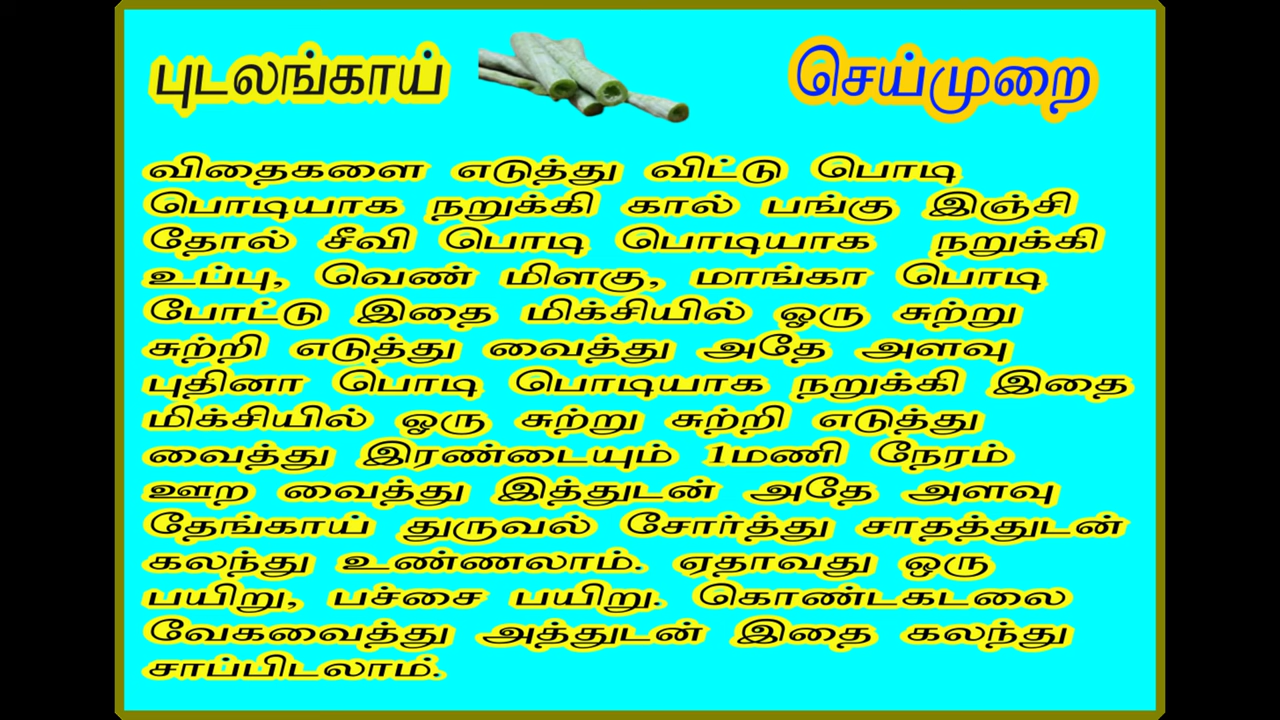 புடலங்காய்
செய்முறை
விதைகளை எடுத்து விட்டு பொடி
பொடியாக நறுக்கி கால் பங்கு இஞ்சி
தோல் சீவி பொடி பொடியாக நறுக்கி
உப்பு, வெண் மிளகு, மாங்கா பொடி
போட்டு இதை மிக்சியில் ஓரு சுற்று
சுற்றி எடுத்து வைத்து அதே அளவு
புதினா பொடி பொடியாக நறுக்கி இதை
மிக்சியில் ஓரு சுற்று சுற்றி எடுத்து
வைத்து இரண்டையும் 1மணி நேரம்
ஊற வைத்து இத்துடன் அதே அளவு
தேங்காய் துருவல் சோர்த்து சாதத்துடன்
கலந்து உண்ணலாம். ஏதாவது ஒரு
பயிறு, பச்சை பயிறு. கொண்டகடலை
வேகவைத்து அத்துடன் இதை கலந்து
சாப்பிடலாம்.